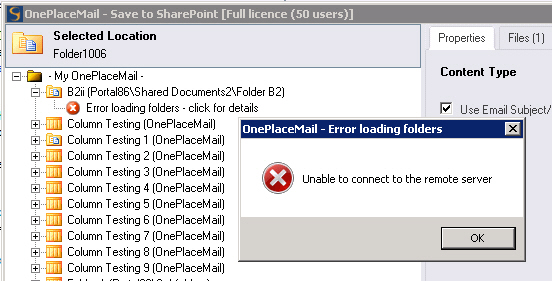 OnePlaceMail - Save to SharePoint [Full licence (50 users)]
Selected Location
Folder1006
Properties
Files (1)
- My OnePlaceMail -
B2ii (Portal86\Shared Documents2\Folder B2)
Error loading folders - click for details
Column Testing (OnePlaceMail)
Column Testing 1 (OnePlaceMail)
Column Testing 2 (OnePlaceMail)
Column Testing 3 (OnePlaceMail)
Column Testing 4 (OnePlaceMail)
Column Testing 5 (OnePlaceMail)
Column Testing 6 (OnePlaceMail)
Column Testing 7 (OnePlaceMail)
Column Testing 8 (OnePlaceMail)
Column Testing 9 (OnePlaceMail)
Content Type
Use Email Subject/
OnePlaceMail - Error loading folders
Unable to connect to the remote server
OK